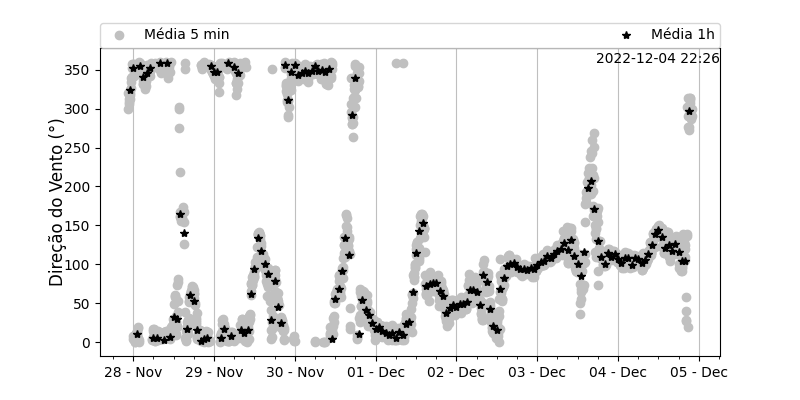 Média 5 min
Média 1h
2022-12-04 22:26
Direção do Vento (°)
350
300
250
200
150
100
50
0
28 - Nov
29 - Nov
30 - Nov
01 - Dec
02 - Dec
03 - Dec
04 - Dec
05 - Dec